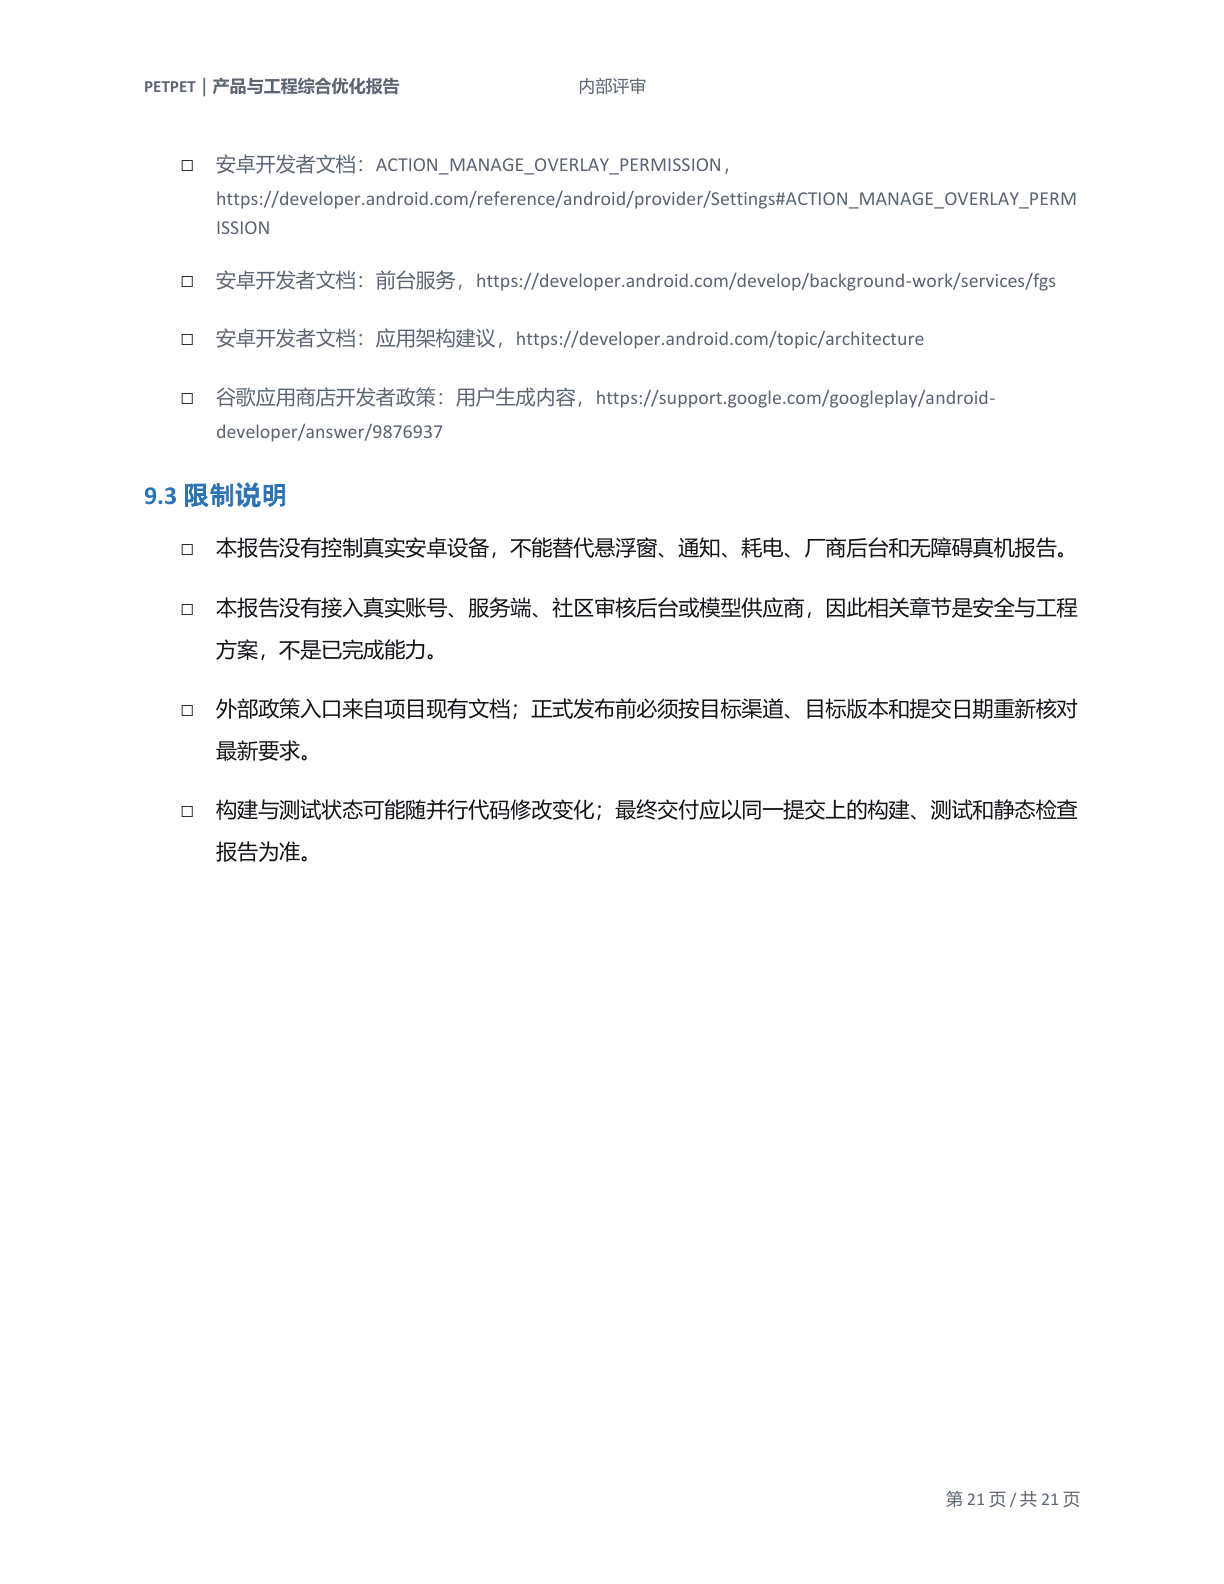 PETPET | 产品与工程综合优化报告 内部评审
□ 安卓开发者文档：ACTION_MANAGE_OVERLAY_PERMISSION，
https://developer.android.com/reference/android/provider/Settings#ACTION_MANAGE_OVERLAY_PERM
ISSION
□ 安卓开发者文档：前台服务，https://developer.android.com/develop/background-work/services/fgs
□ 安卓开发者文档：应用架构建议，https://developer.android.com/topic/architecture
□ 谷歌应用商店开发者政策：用户生成内容，https://support.google.com/googleplay/android-
developer/answer/9876937
9.3 限制说明
□ 本报告没有控制真实安卓设备，不能替代悬浮窗、通知、耗电、厂商后台和无障碍真机报告。
□ 本报告没有接入真实账号、服务端、社区审核后台或模型供应商，因此相关章节是安全与工程
方案，不是已完成能力。
□ 外部政策入口来自项目现有文档；正式发布前必须按目标渠道、目标版本和提交日期重新核对
最新要求。
□ 构建与测试状态可能随并行代码修改变化；最终交付应以同一提交上的构建、测试和静态检查
报告为准。
第 21 页 / 共 21 页